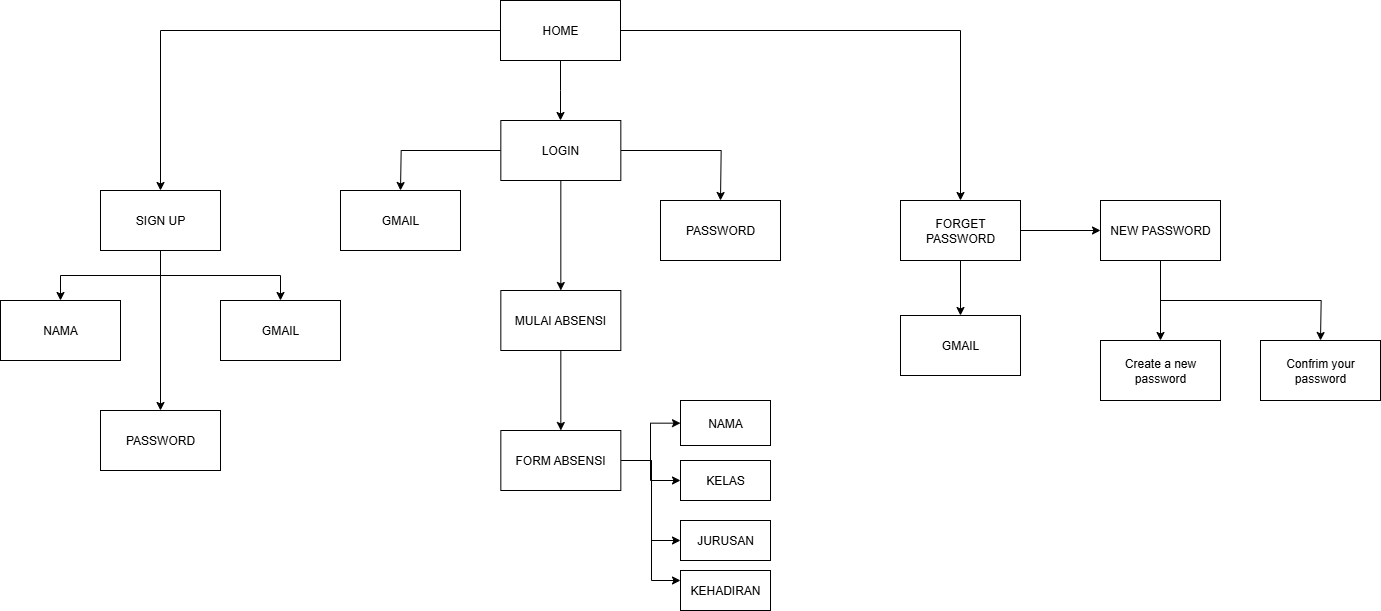 HOME
LOGIN
SIGN UP
GMAIL
PASSWORD
FORGET
PASSWORD
NEW PASSWORD
NAMA
GMAIL
MULAI ABSENSI
GMAIL
Create a new
password
Confrim your
password
PASSWORD
FORM ABSENSI
NAMA
KELAS
JURUSAN
KEHADIRAN